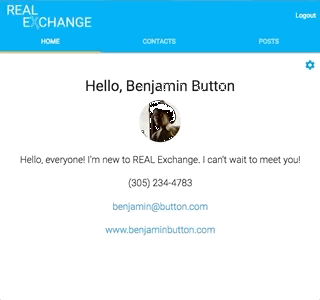 REAL
EXCHANGE
Logout
HOME
CONTACTS
POSTS
Hello, Benjamin Button
Hello, everyone! I'm new to REAL Exchange. I can't wait to meet you!
(305) 234-4783
benjamin@button.com
www.benjaminbutton.com